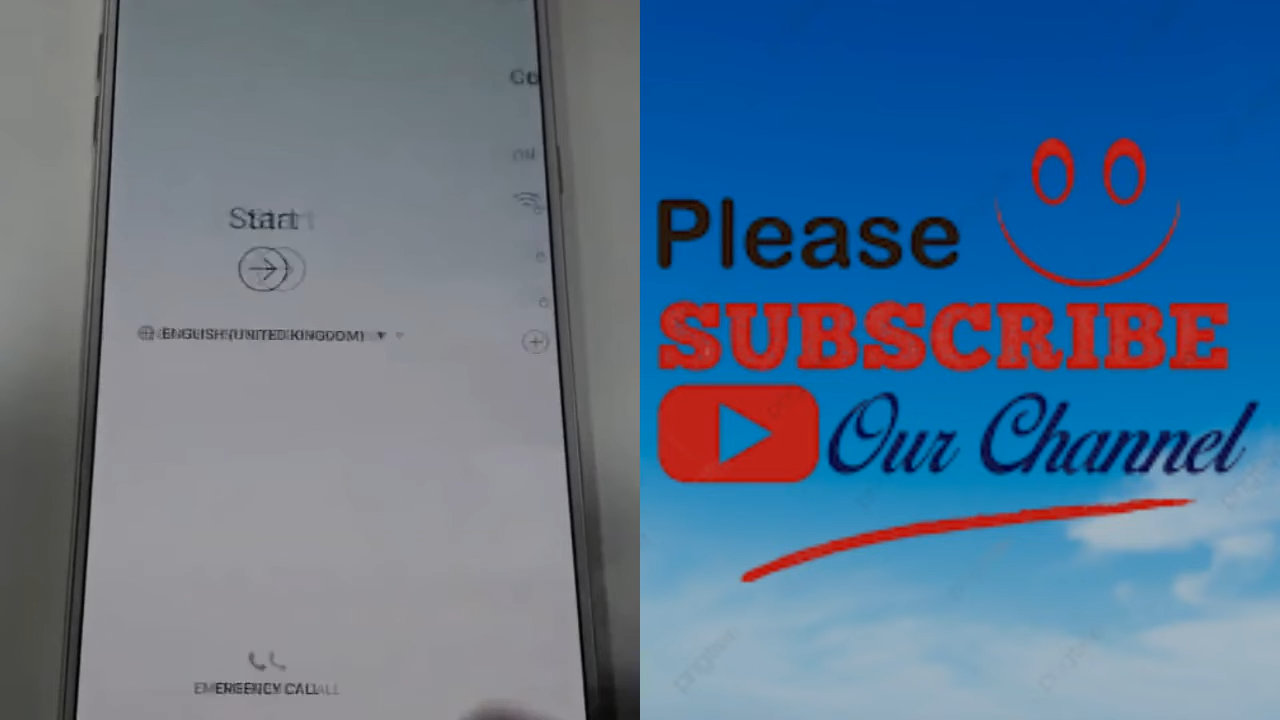 Start
ENGLISH (UNITED KINGDOM)
EMERGENCY CALL
Please
SUBSCRIBE
Our Channel